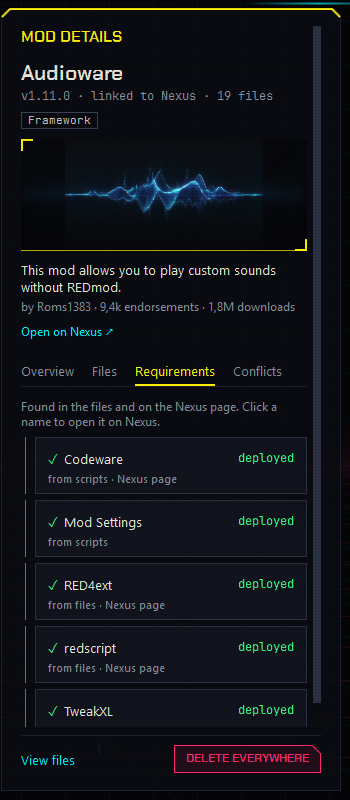 MOD DETAILS
Audioware
v1.11.0 · linked to Nexus · 19 files
Framework
This mod allows you to play custom sounds
without REDmod.
by Roms1383 · 9,4k endorsements · 1,8M downloads
Open on Nexus ↗
Overview Files Requirements Conflicts
Found in the files and on the Nexus page. Click a
name to open it on Nexus.
✓ Codeware deployed
from scripts · Nexus page
✓ Mod Settings deployed
from scripts
✓ RED4ext deployed
from files · Nexus page
✓ redscript deployed
from files · Nexus page
✓ TweakXL deployed
View files DELETE EVERYWHERE